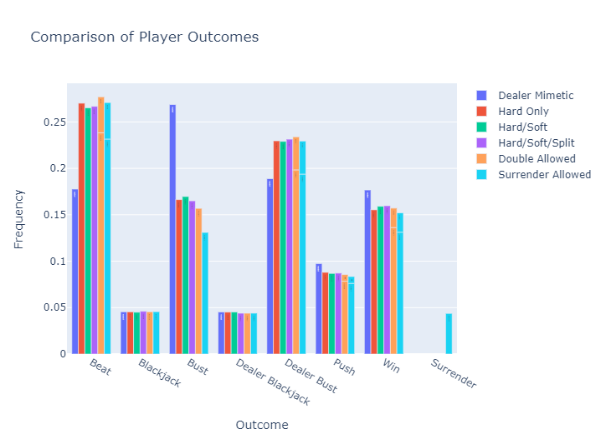 Comparison of Player Outcomes
Dealer Mimetic
Hard Only
Hard/Soft
Hard/Soft/Split
Double Allowed
Surrender Allowed
Frequency
0.25
0.2
0.15
0.1
0.05
0
Beat
Blackjack
Bust
Dealer Blackjack
Dealer Bust
Push
Win
Surrender
Outcome